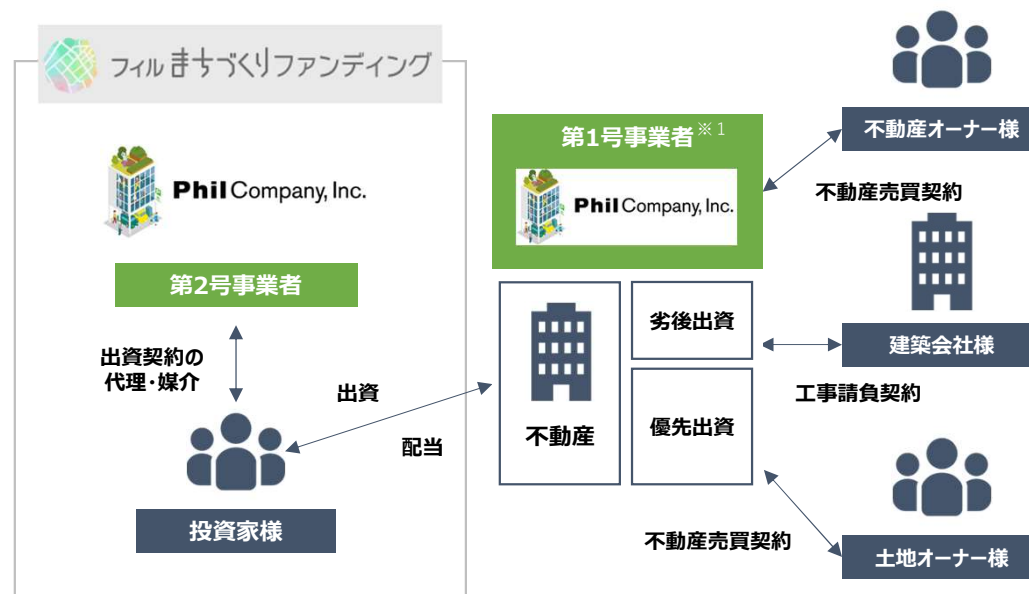 フィルまちづくりファンディング
Phil Company, Inc.
第2号事業者
出資契約の
代理・媒介
投資家様
出資
配当
第1号事業者※1
Phil Company, Inc.
不動産
劣後出資
優先出資
不動産オーナー様
不動産売買契約
建築会社様
工事請負契約
不動産売買契約
土地オーナー様